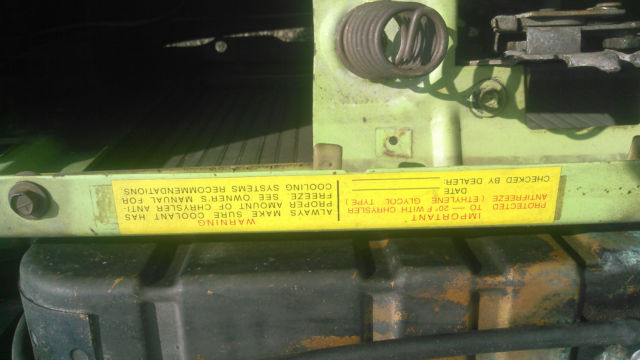 IMPORTANT
PROTECTED TO — 20° F WITH CHRYSLER
ANTIFREEZE ( ETHYLENE GLYCOL TYPE )
DATE
CHECKED BY DEALER:
WARNING
ALWAYS MAKE SURE COOLANT HAS
PROPER AMOUNT OF CHRYSLER ANTI-
FREEZE. SEE OWNER'S MANUAL FOR
COOLING SYSTEMS RECOMMENDATIONS.